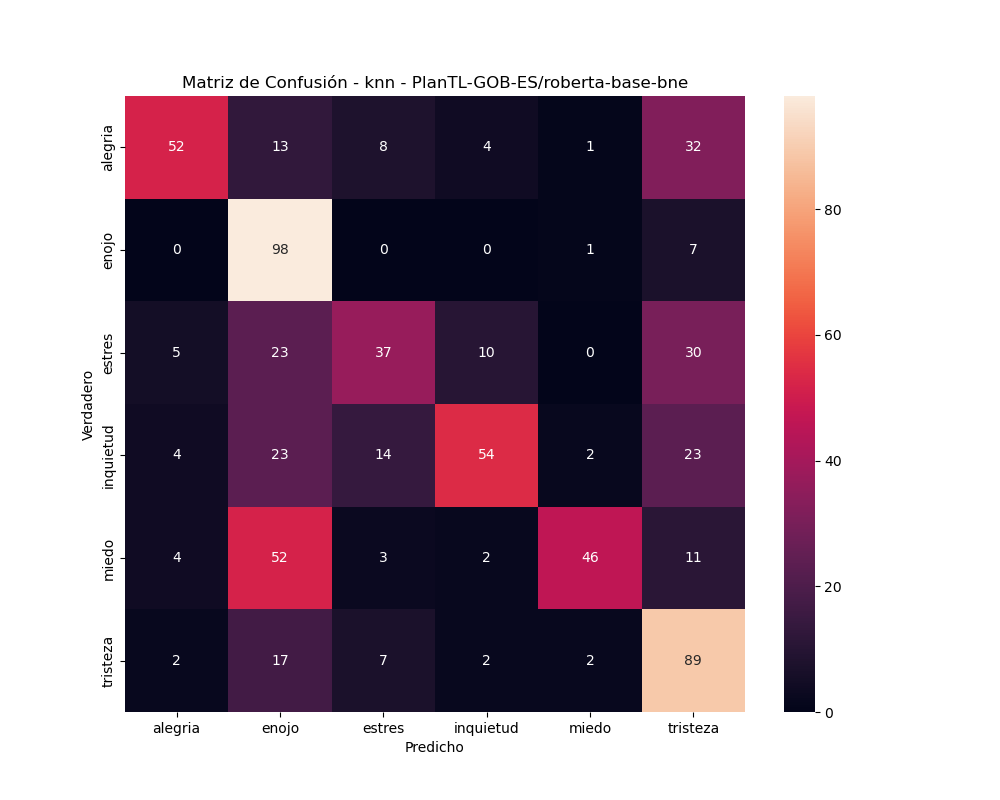 Matriz de Confusión - knn - PlanTL-GOB-ES/roberta-base-bne
Verdadero
alegria 52 13 8 4 1 32
enojo 0 98 0 0 1 7
estres 5 23 37 10 0 30
inquietud 4 23 14 54 2 23
miedo 4 52 3 2 46 11
tristeza 2 17 7 2 2 89
alegria enojo estres inquietud miedo tristeza
Predicho
80
60
40
20
0